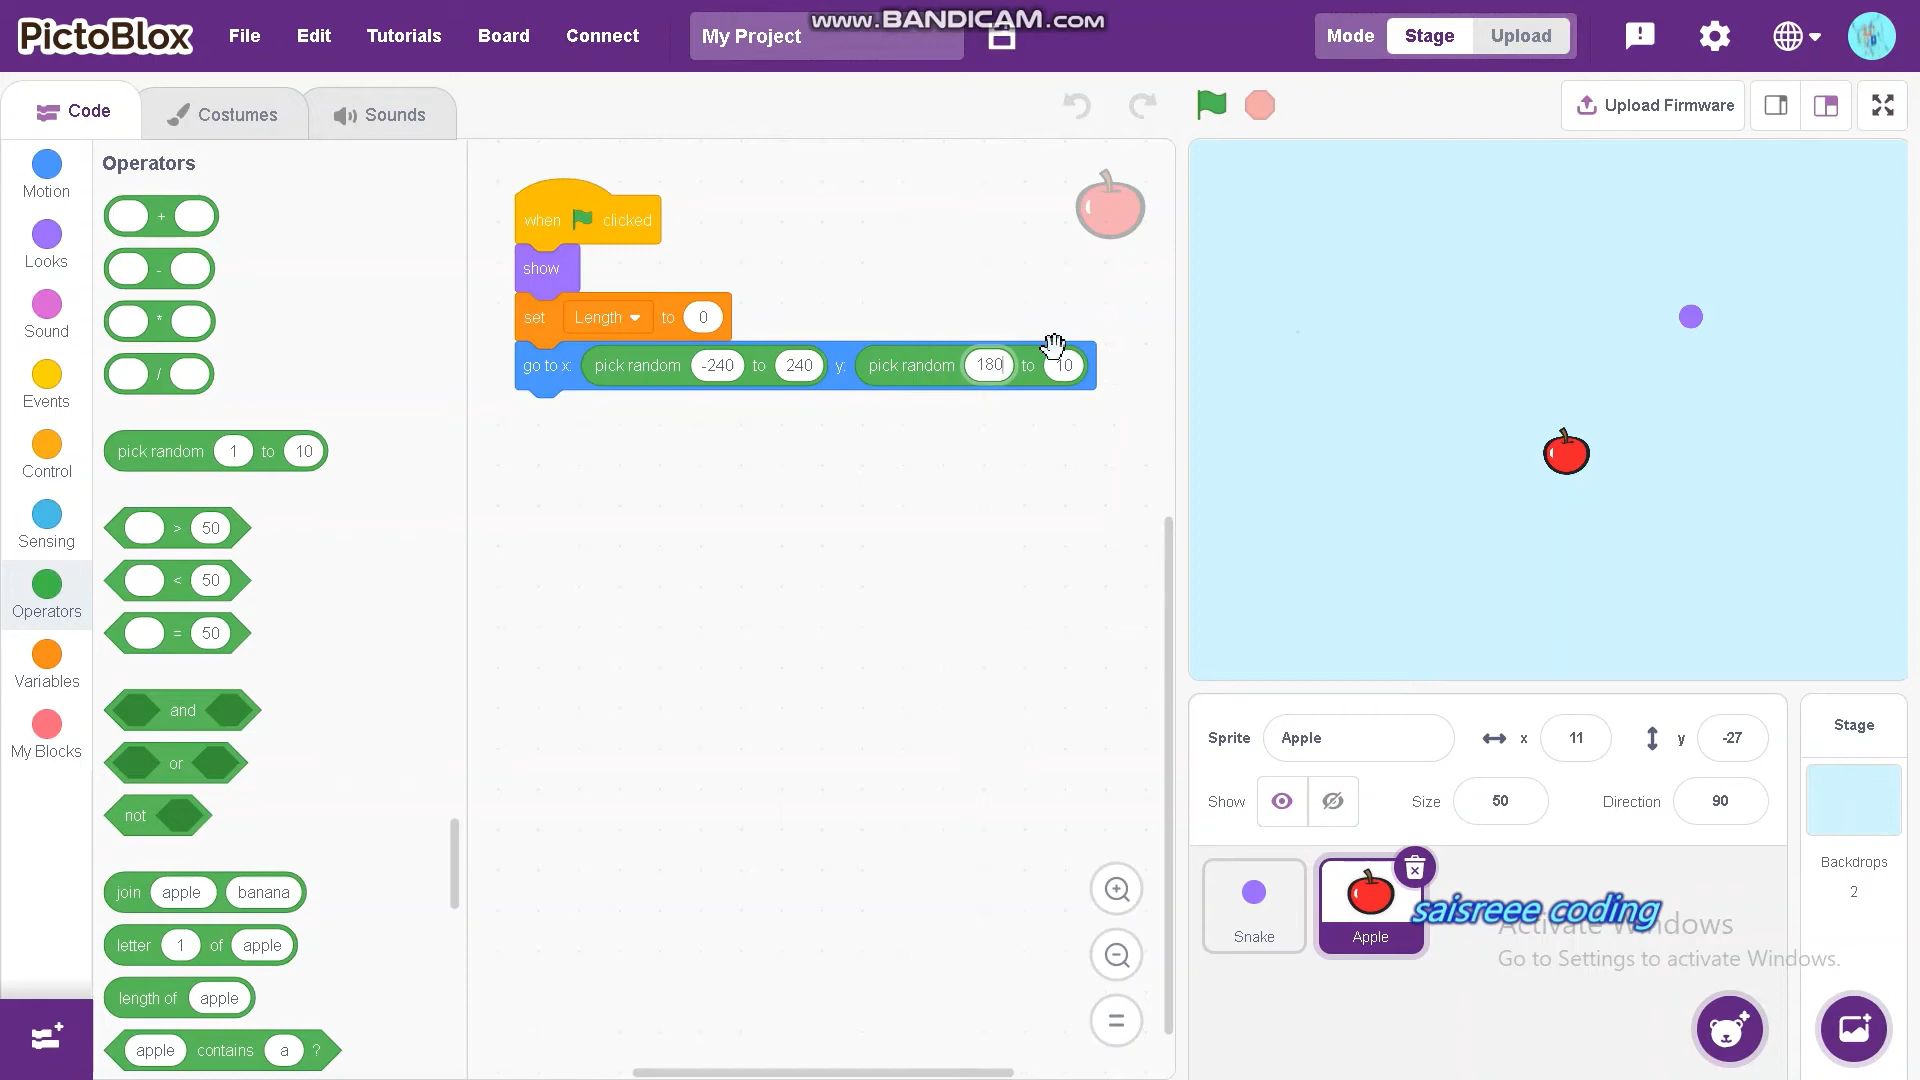 www.BANDICAM.com
PictoBlox
File
Edit
Tutorials
Board
Connect
My Project
Mode
Stage
Upload
Code
Costumes
Sounds
Upload Firmware
Motion
Looks
Sound
Events
Control
Sensing
Operators
Variables
My Blocks
Operators
+
-
*
/
pick random 1 to 10
> 50
< 50
= 50
and
or
not
join apple banana
letter 1 of apple
length of apple
apple contains a ?
when clicked
show
set Length to 0
go to x: pick random -240 to 240 y: pick random 180 to 10
Sprite Apple x 11 y -27
Show Size 50 Direction 90
Snake
Apple
Stage
Backdrops
2
saisreee coding
Activate Windows
Go to Settings to activate Windows.